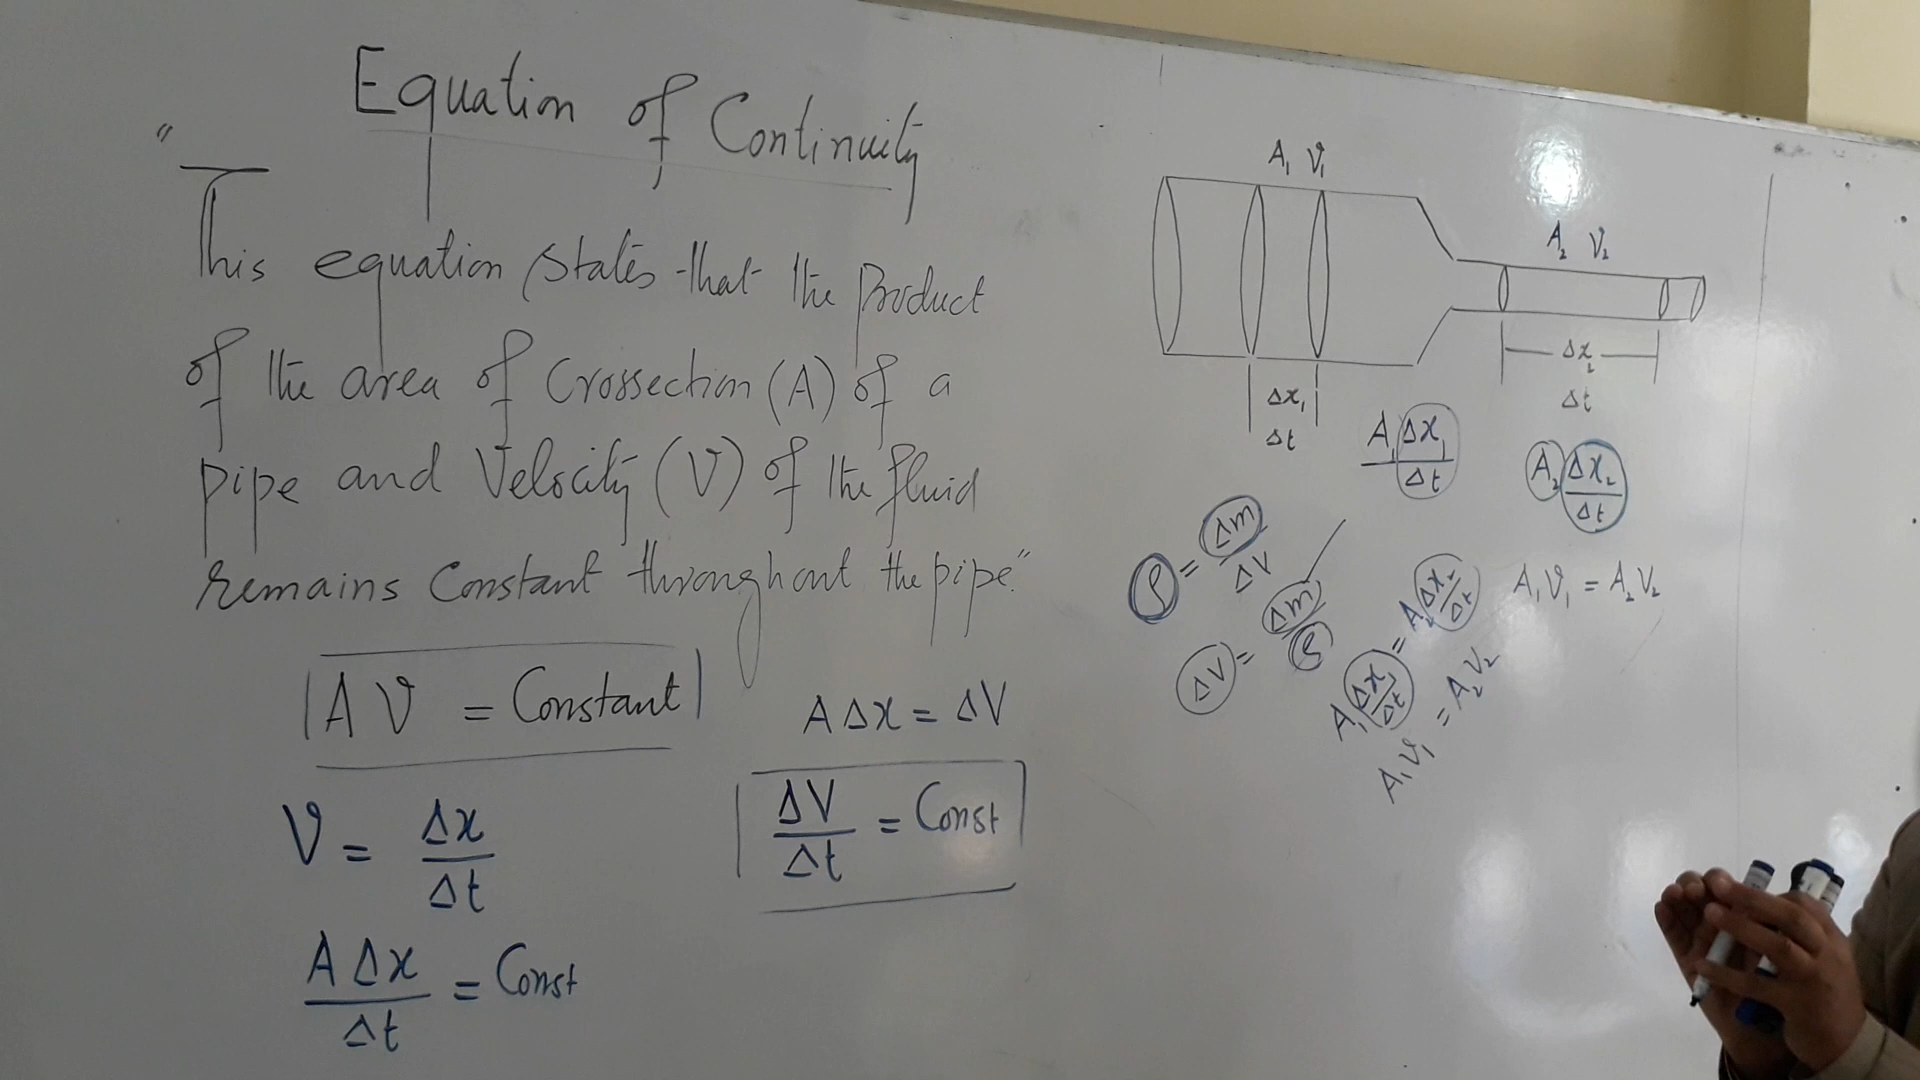 Equation of Continuity
"This equation states that the Product
of the area of Crossection (A) of a
pipe and Velocity (V) of the fluid
remains Constant throughout the pipe."
A V = Constant
V = Δx/Δt
A Δx/Δt = Const
A Δx = ΔV
ΔV/Δt = Const
A₁ V₁
A₂ V₂
Δx₁
Δt
Δx₂
Δt
A₁ Δx₁/Δt
A₂ Δx₂/Δt
ρ = Δm/ΔV
ΔV = Δm/ρ
A₁ Δx₁/Δt = A₂ Δx₂/Δt
A₁V₁ = A₂V₂
A₁V₁ = A₂V₂